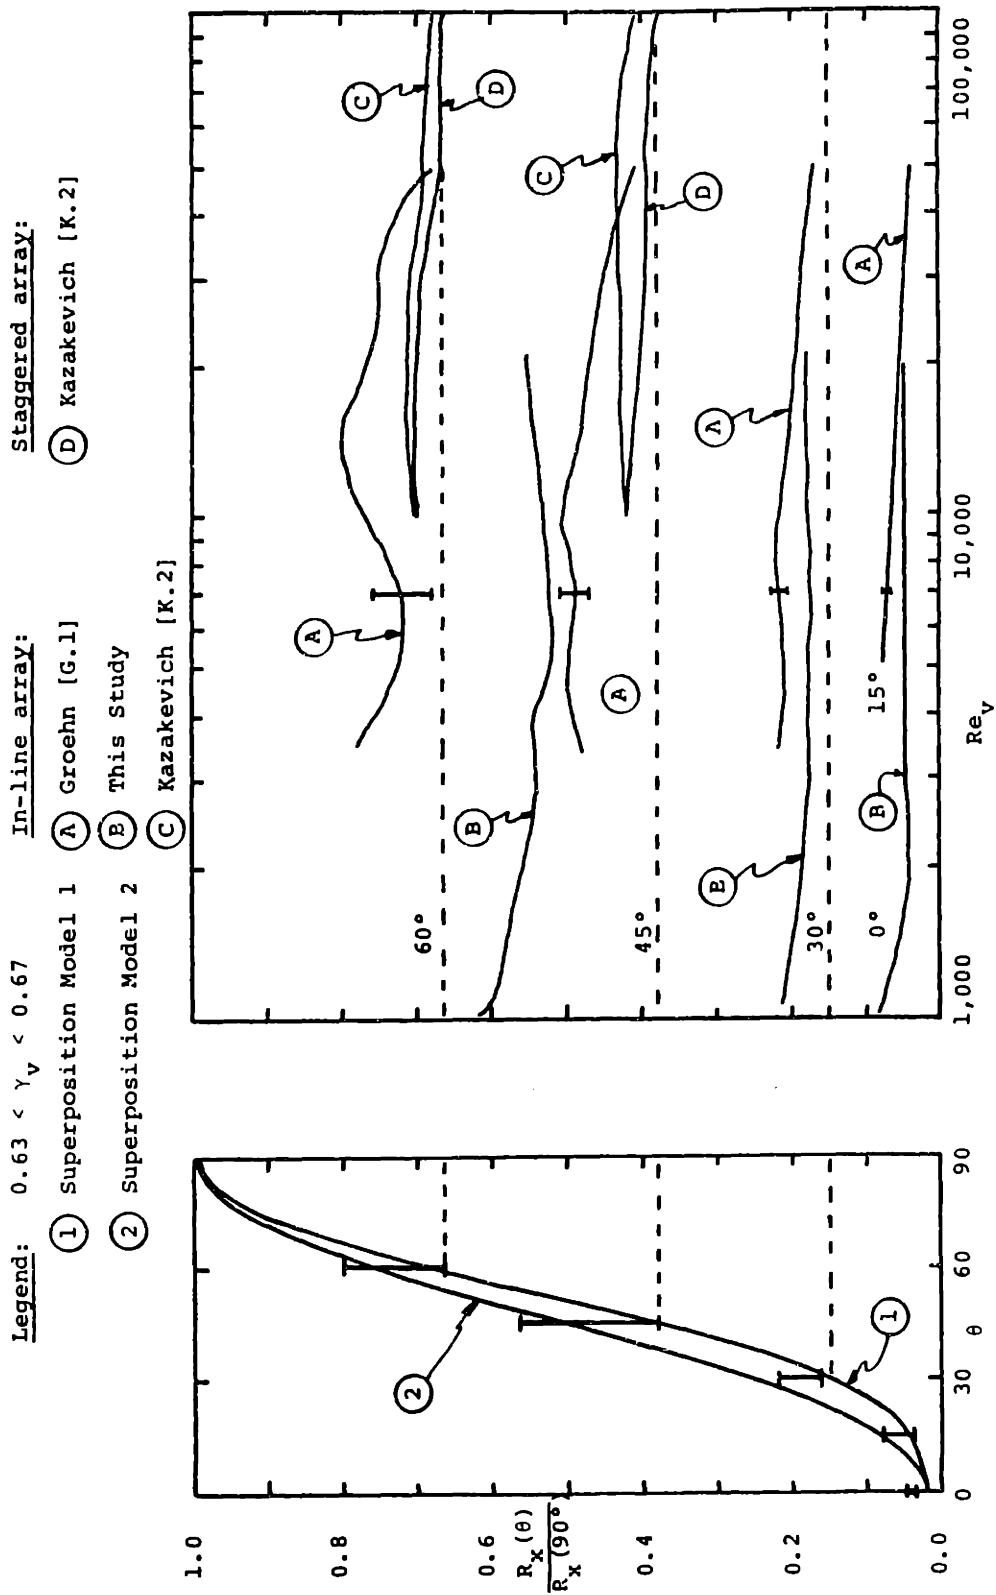 Legend: 0.63 < γv < 0.67
① Superposition Model 1
② Superposition Model 2
In-line array:
Ⓐ Groehn [G.1]
Ⓑ This Study
Ⓒ Kazakevich [K.2]
Staggered array:
Ⓓ Kazakevich [K.2]
1.0
0.8
0.6
Rx(θ)
Rx(90°)
0.4
0.2
0.0
0
30
60
90
θ
②
①
60°
45°
30°
15°
0°
Ⓐ
Ⓒ
Ⓓ
Ⓑ
Ⓐ
Ⓒ
Ⓓ
Ⓑ
Ⓐ
Ⓑ
Ⓐ
1,000
10,000
100,000
Rev